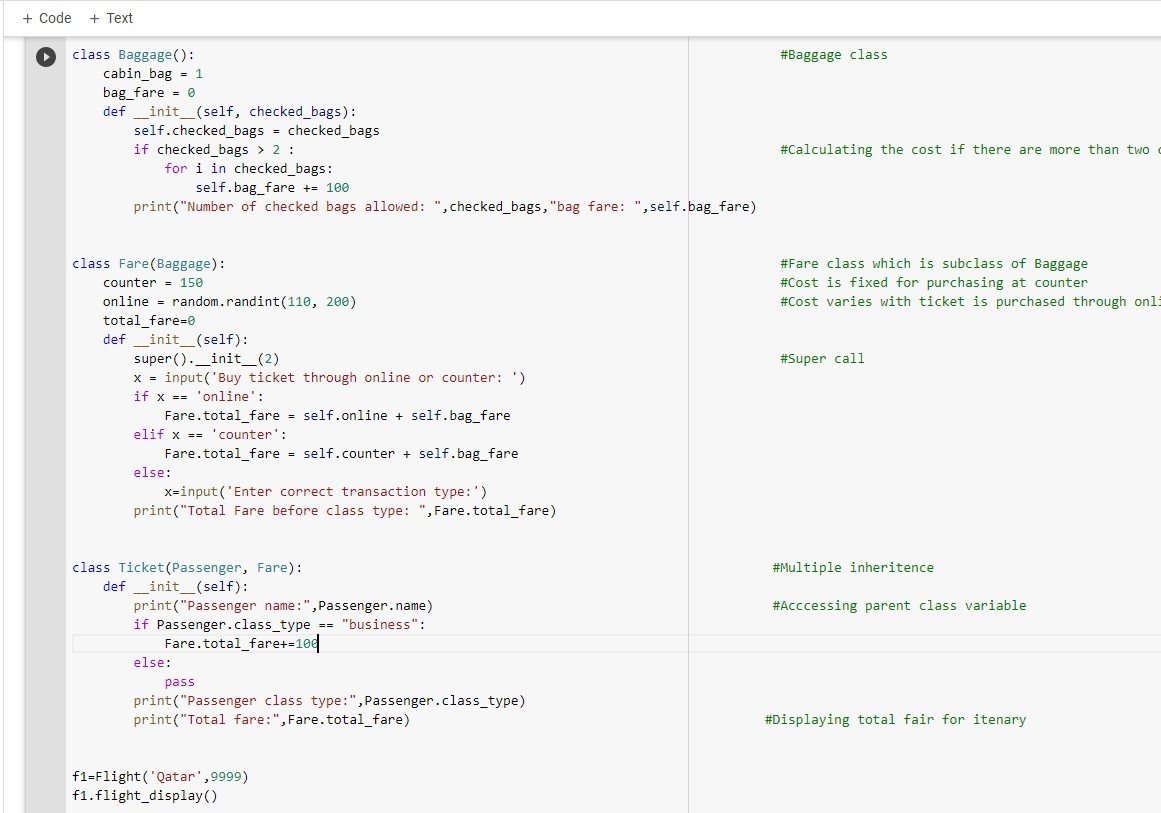 + Code + Text
class Baggage(): #Baggage class
    cabin_bag = 1
    bag_fare = 0
    def __init__(self, checked_bags):
        self.checked_bags = checked_bags
        if checked_bags > 2 : #Calculating the cost if there are more than two
            for i in checked_bags:
                self.bag_fare += 100
        print("Number of checked bags allowed: ",checked_bags,"bag fare: ",self.bag_fare)
class Fare(Baggage): #Fare class which is subclass of Baggage
    counter = 150 #Cost is fixed for purchasing at counter
    online = random.randint(110, 200) #Cost varies with ticket is purchased through
    total_fare=0
    def __init__(self):
        super().__init__(2) #Super call
        x = input('Buy ticket through online or counter: ')
        if x == 'online':
            Fare.total_fare = self.online + self.bag_fare
        elif x == 'counter':
            Fare.total_fare = self.counter + self.bag_fare
        else:
            x=input('Enter correct transaction type:')
        print("Total Fare before class type: ",Fare.total_fare)
class Ticket(Passenger, Fare): #Multiple inheritence
    def __init__(self):
        print("Passenger name:",Passenger.name) #Acccessing parent class variable
        if Passenger.class_type == "business":
            Fare.total_fare+=100
        else:
            pass
        print("Passenger class type:",Passenger.class_type)
        print("Total fare:",Fare.total_fare) #Displaying total fair for itenary
f1=Flight('Qatar',9999)
f1.flight_display()